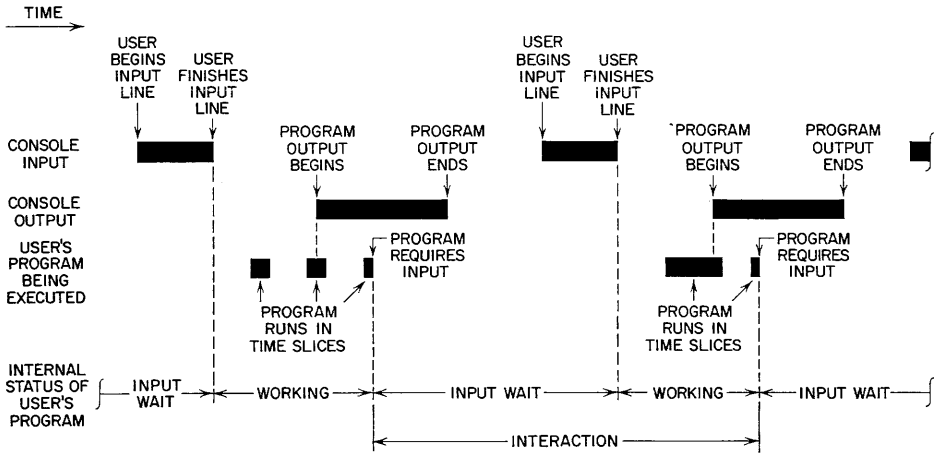 TIME
USER
BEGINS
INPUT
LINE
USER
FINISHES
INPUT
LINE
USER
BEGINS
INPUT
LINE
USER
FINISHES
INPUT
LINE
CONSOLE
INPUT
PROGRAM
OUTPUT
BEGINS
PROGRAM
OUTPUT
ENDS
PROGRAM
OUTPUT
BEGINS
PROGRAM
OUTPUT
ENDS
CONSOLE
OUTPUT
USER'S
PROGRAM
BEING
EXECUTED
PROGRAM
REQUIRES
INPUT
PROGRAM
REQUIRES
INPUT
PROGRAM
RUNS IN
TIME SLICES
PROGRAM
RUNS IN
TIME SLICES
INTERNAL
STATUS OF
USER'S
PROGRAM
INPUT
WAIT
WORKING
INPUT WAIT
WORKING
INPUT WAIT
INTERACTION